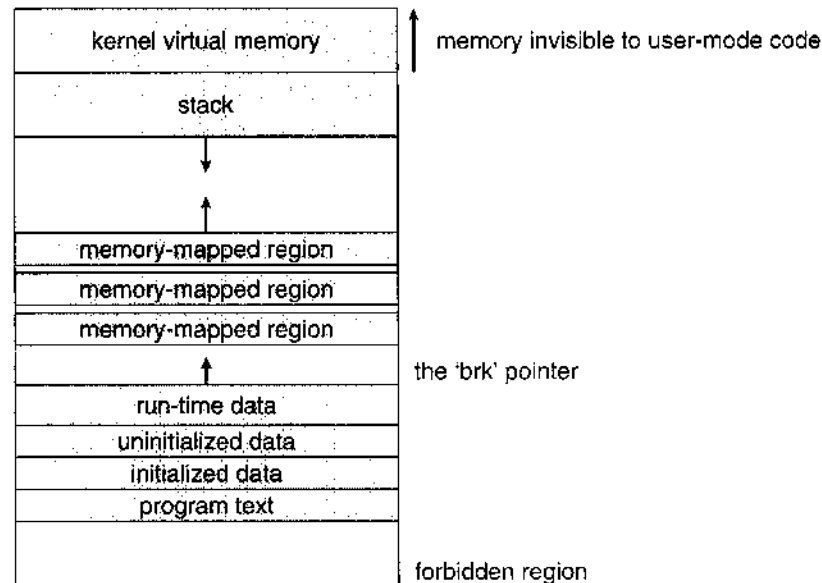 kernel virtual memory
memory invisible to user-mode code
stack
memory-mapped region
memory-mapped region
memory-mapped region
the 'brk' pointer
run-time data
uninitialized data
initialized data
program text
forbidden region